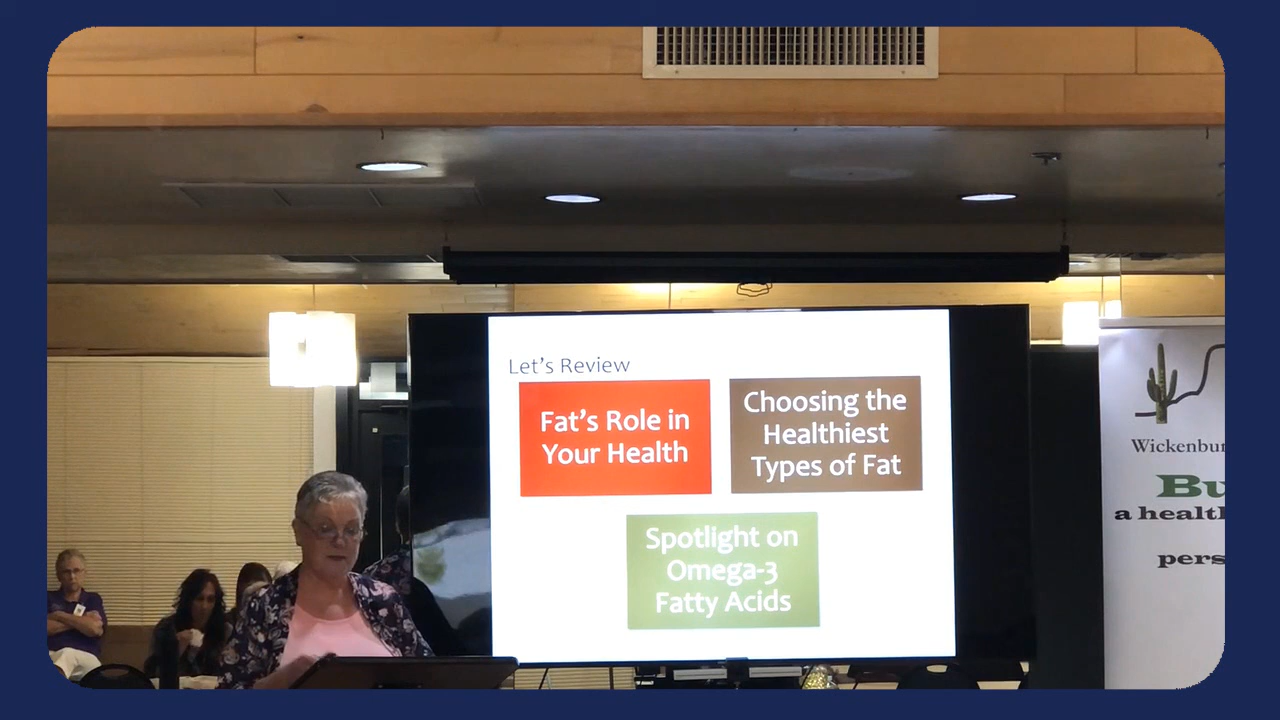 Let's Review
Fat's Role in
Your Health
Choosing the
Healthiest
Types of Fat
Spotlight on
Omega-3
Fatty Acids
Wickenbur
Bu
a healt
pers